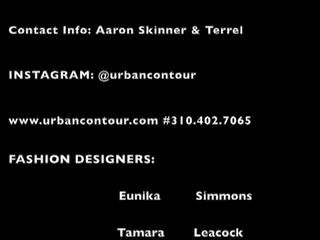 Contact Info: Aaron Skinner & Terrel
INSTAGRAM: @urbancontour
www.urbancontour.com #310.402.7065
FASHION DESIGNERS:
Eunika Simmons
Tamara Leacock